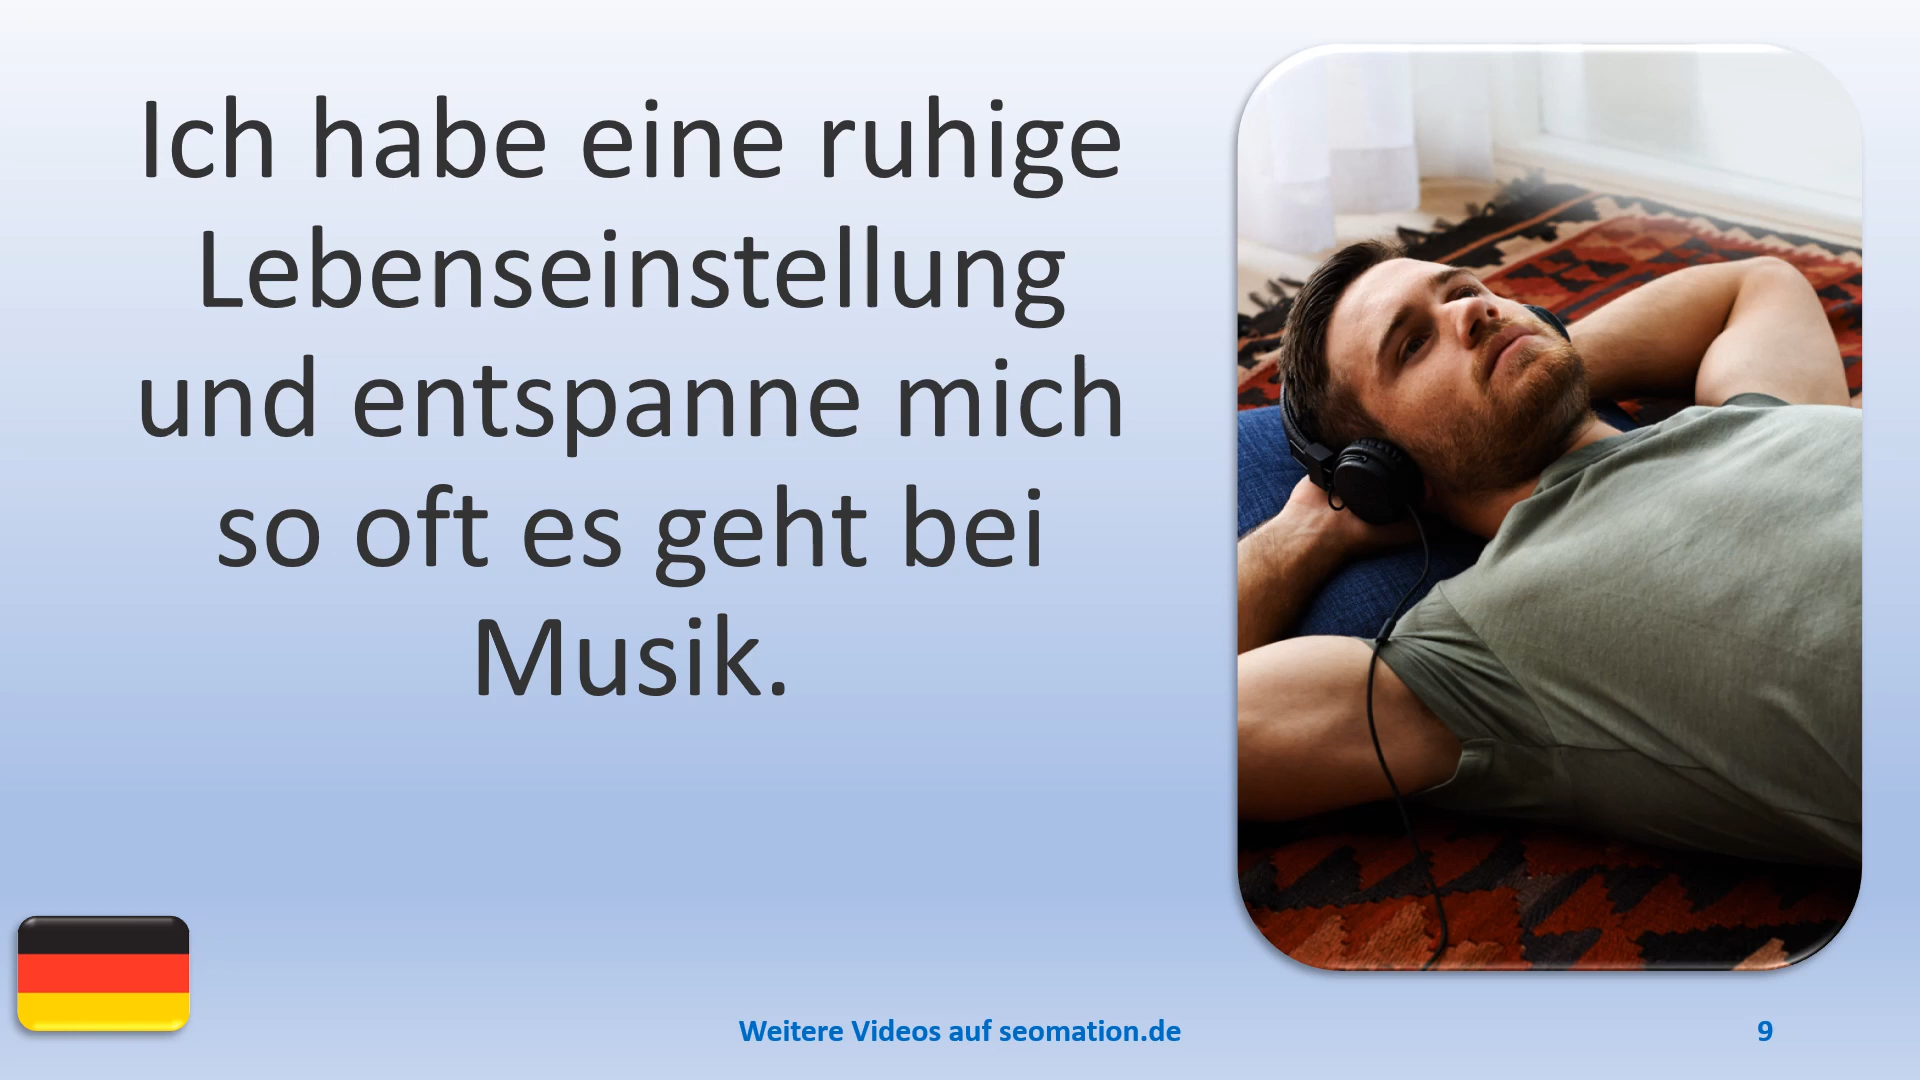 Ich habe eine ruhige
Lebenseinstellung
und entspanne mich
so oft es geht bei
Musik.
Weitere Videos auf seomation.de
9